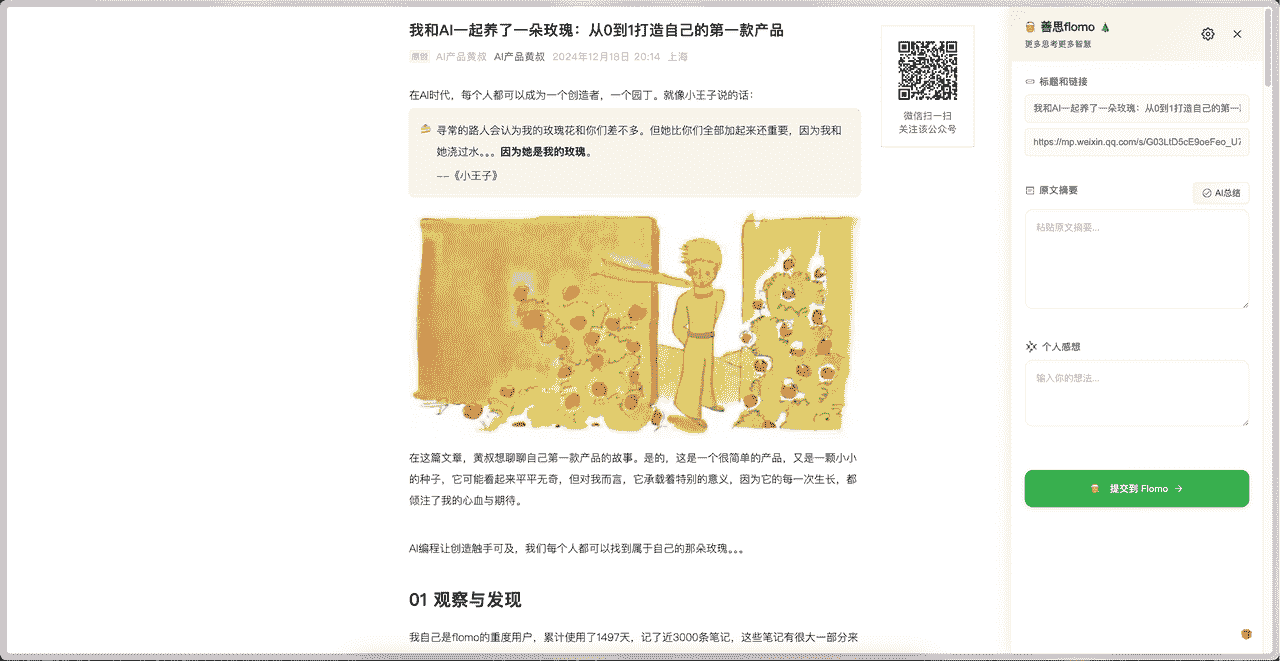 我和AI一起养了一朵玫瑰：从0到1打造自己的第一款产品
原创 AI产品黄叔 AI产品黄叔 2024年12月18日 20:14 上海
在AI时代，每个人都可以成为一个创造者，一个园丁。就像小王子说的话：
寻常的路人会认为我的玫瑰花和你们差不多。但她比你们全部加起来还重要，因为我和
她浇过水。。。因为她是我的玫瑰。
——《小王子》
在这篇文章，黄叔想聊聊自己第一款产品的故事。是的，这是一个很简单的产品，又是一颗小小
的种子，它可能看起来平平无奇，但对我而言，它承载着特别的意义，因为它的每一次生长，都
倾注了我的心血与期待。
AI编程让创造触手可及，我们每个人都可以找到属于自己的那朵玫瑰。。。
01 观察与发现
我自己是flomo的重度用户，累计使用了1497天，记了近3000条笔记，这些笔记有很大一部分来
微信扫一扫
关注该公众号
善思flomo
更多思考更多智慧
标题和链接
我和AI一起养了一朵玫瑰：从0到1打造自己的第一
https://mp.weixin.qq.com/s/G03LtD5cE9oeFeo_U
原文摘要
AI总结
粘贴原文摘要...
个人感想
输入你的想法...
提交到 Flomo →